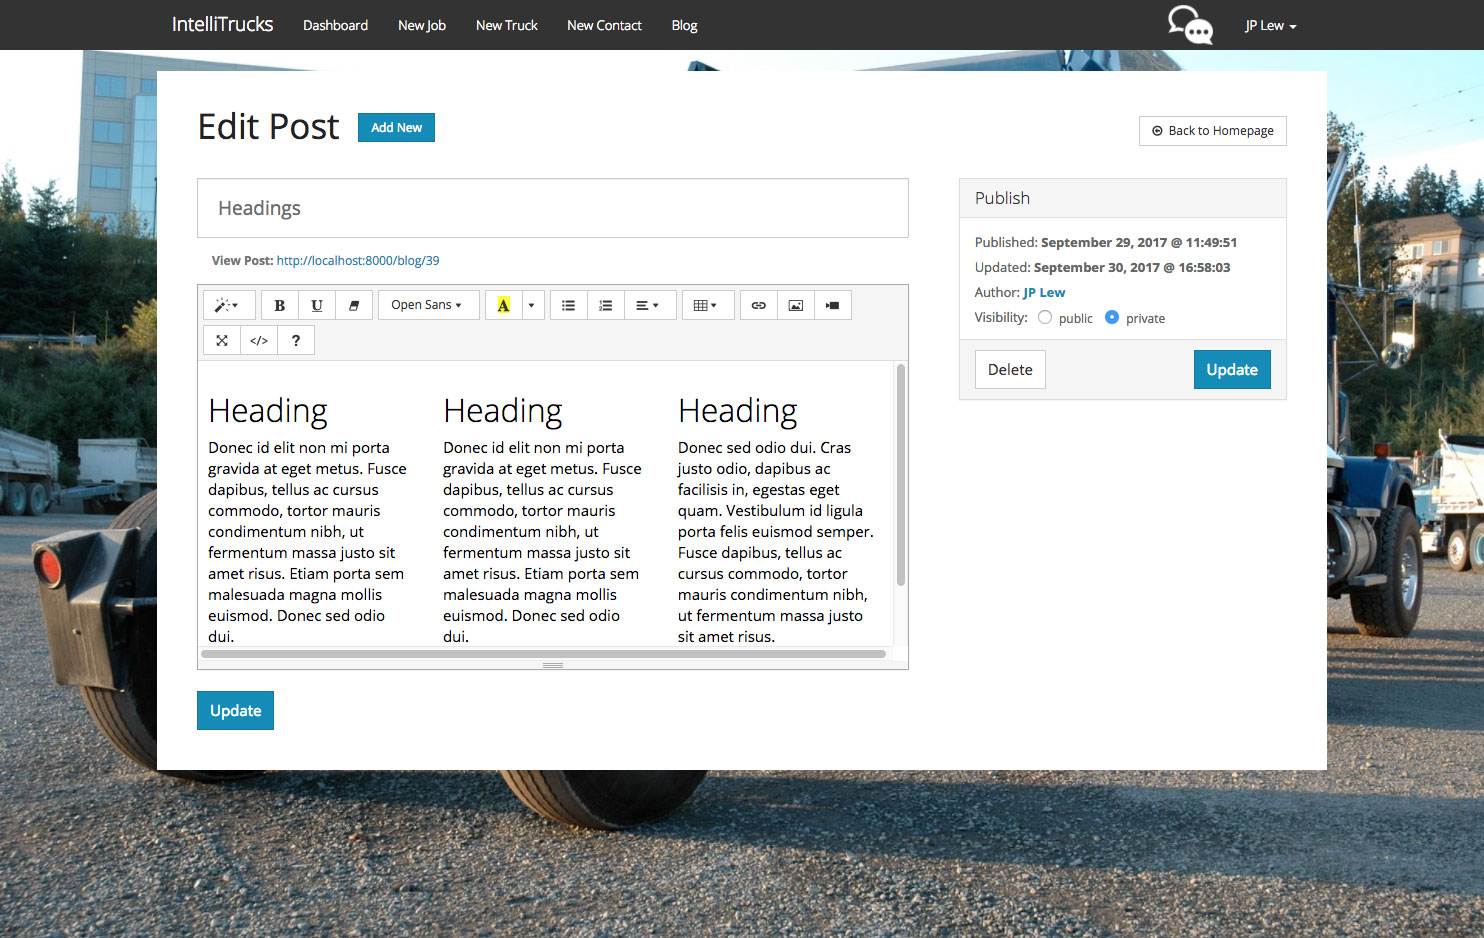 IntelliTrucks Dashboard New Job New Truck New Contact Blog JP Lew
Edit Post Add New
Back to Homepage
Headings
View Post: http://localhost:8000/blog/39
B U Open Sans A
</> ?
Heading
Donec id elit non mi porta
gravida at eget metus. Fusce
dapibus, tellus ac cursus
commodo, tortor mauris
condimentum nibh, ut
fermentum massa justo sit
amet risus. Etiam porta sem
malesuada magna mollis
euismod. Donec sed odio
dui.
Heading
Donec id elit non mi porta
gravida at eget metus. Fusce
dapibus, tellus ac cursus
commodo, tortor mauris
condimentum nibh, ut
fermentum massa justo sit
amet risus. Etiam porta sem
malesuada magna mollis
euismod. Donec sed odio
dui.
Heading
Donec sed odio dui. Cras
justo odio, dapibus ac
facilisis in, egestas eget
quam. Vestibulum id ligula
porta felis euismod semper.
Fusce dapibus, tellus ac
cursus commodo, tortor
mauris condimentum nibh,
ut fermentum massa justo
sit amet risus.
Update
Publish
Published: September 29, 2017 @ 11:49:51
Updated: September 30, 2017 @ 16:58:03
Author: JP Lew
Visibility: public private
Delete Update